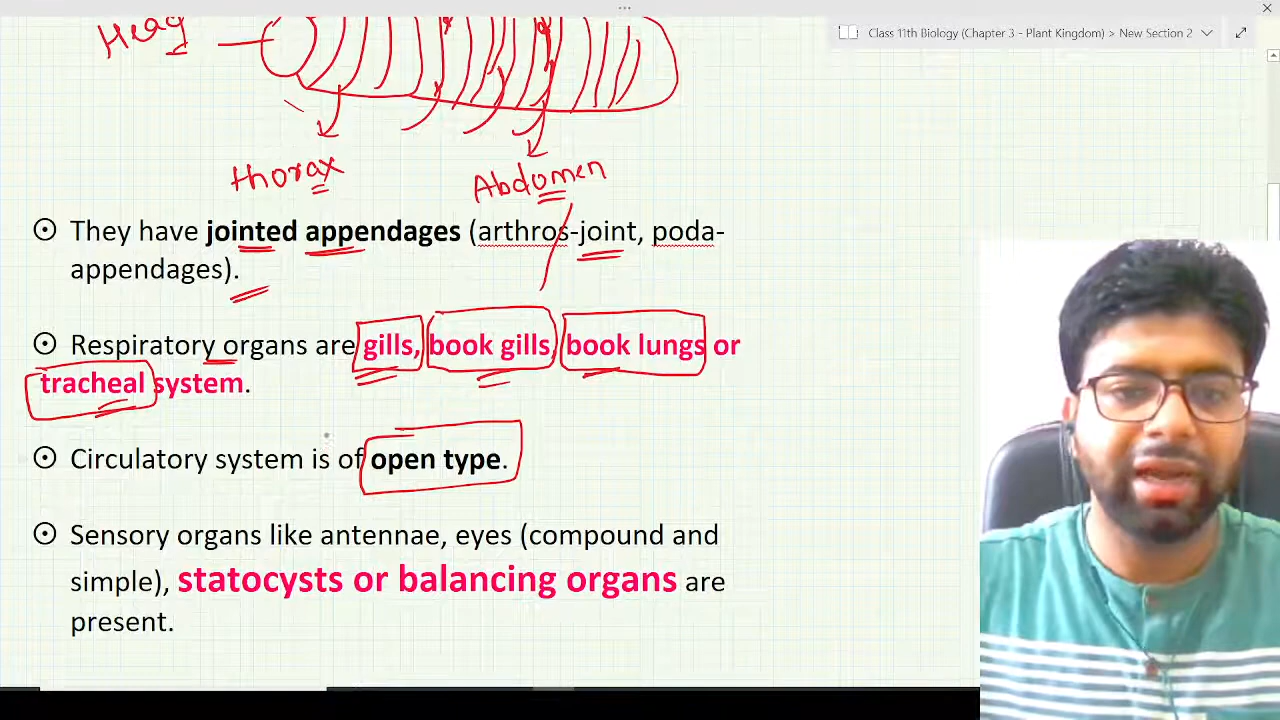 Class 11th Biology (Chapter 3 - Plant Kingdom) > New Section 2
Head
thorax
Abdomen
They have jointed appendages (arthros-joint, poda-
appendages).
Respiratory organs are gills, book gills, book lungs or
tracheal system.
Circulatory system is of open type.
Sensory organs like antennae, eyes (compound and
simple), statocysts or balancing organs are
present.